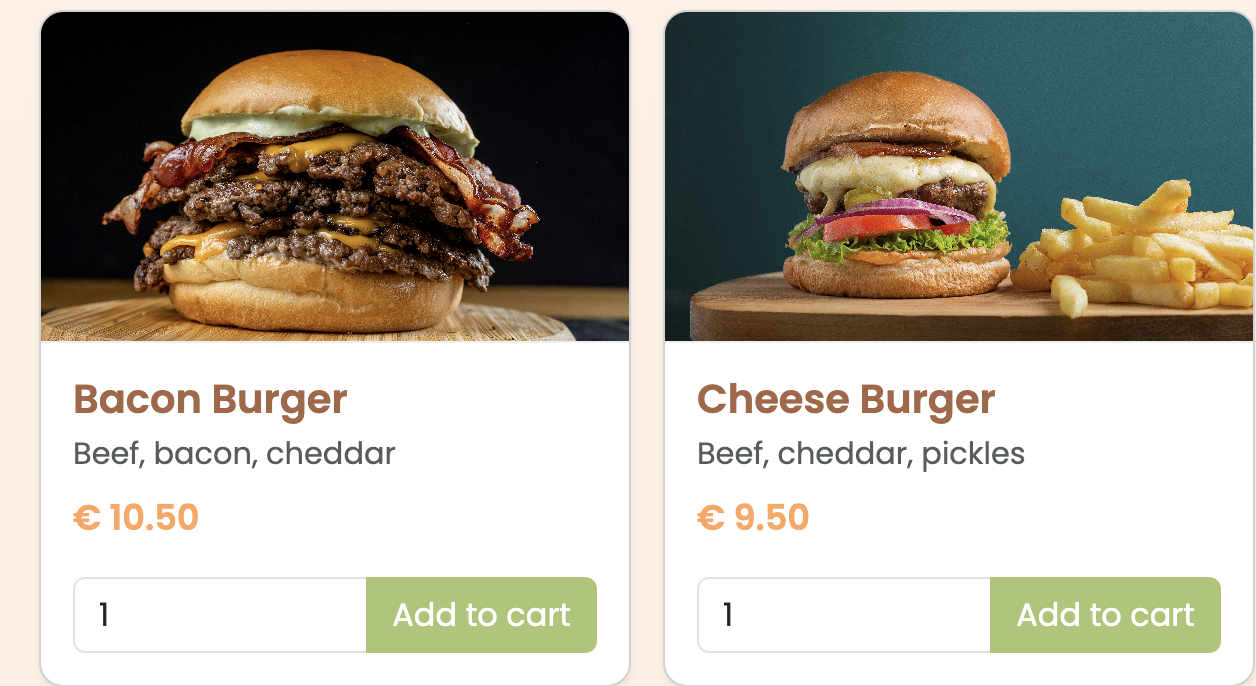 Bacon Burger
Beef, bacon, cheddar
€ 10.50
1
Add to cart
Cheese Burger
Beef, cheddar, pickles
€ 9.50
1
Add to cart